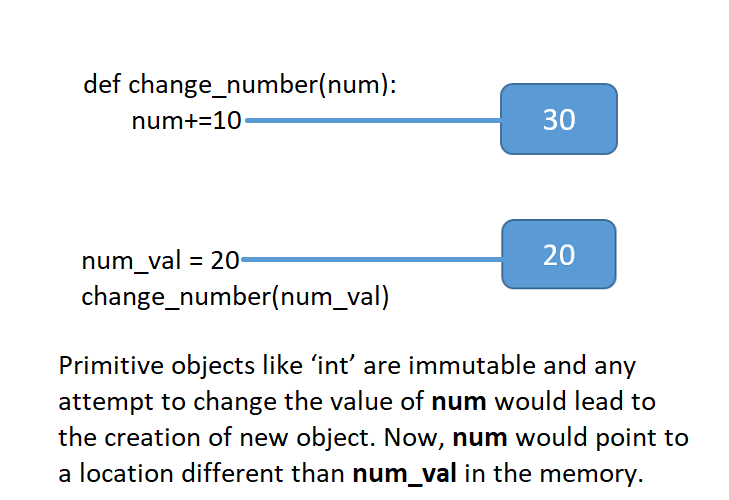 def change_number(num):
num+=10
30
num_val = 20
20
change_number(num_val)
Primitive objects like ‘int’ are immutable and any
attempt to change the value of num would lead to
the creation of new object. Now, num would point to
a location different than num_val in the memory.